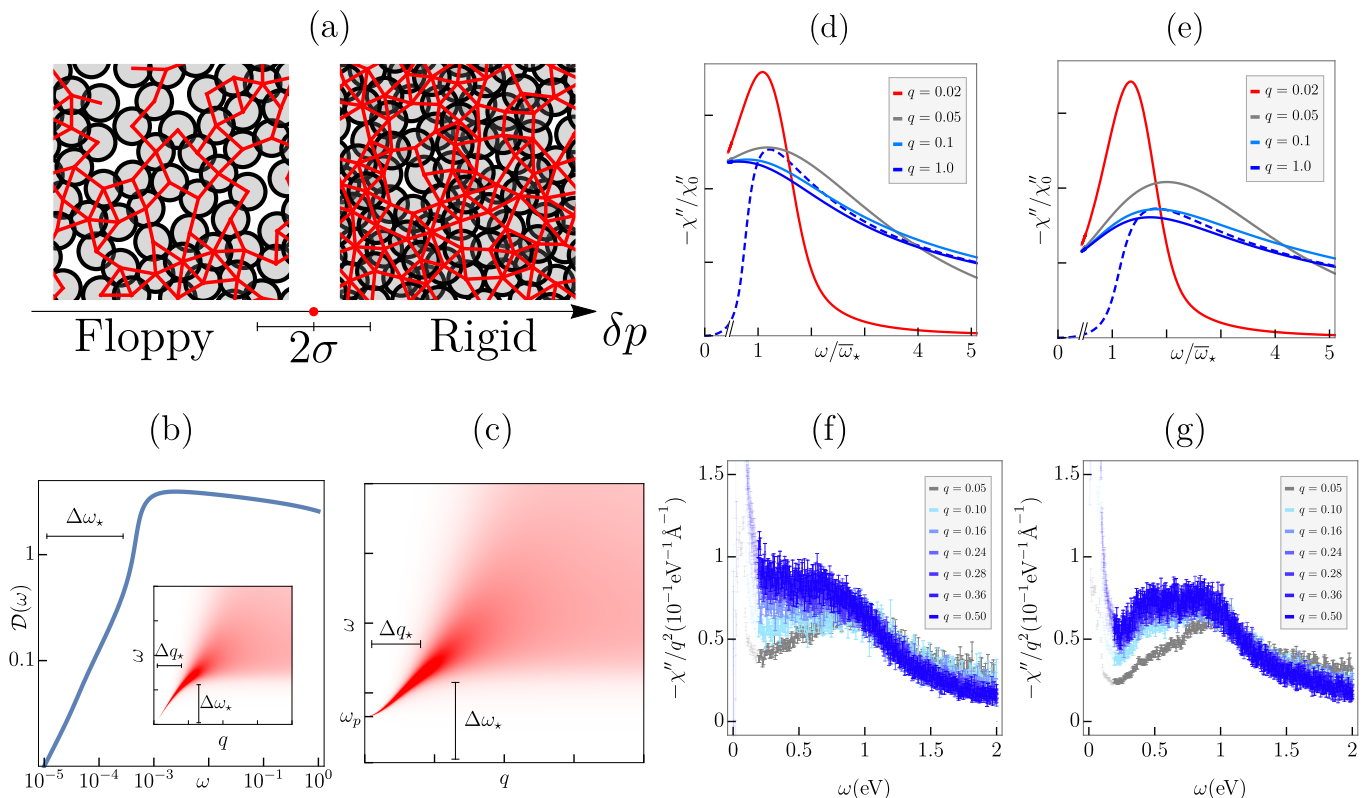 (a)
Floppy
2σ
Rigid
δp
(b)
𝒟(ω)
1
0.1
Δω⋆
10⁻⁵
10⁻⁴
10⁻³
ω
10⁻¹
10⁰
ω
Δq⋆
Δω⋆
q
(c)
ω
ω_p
Δq⋆
Δω⋆
q
(d)
−χ″/χ″₀
q = 0.02
q = 0.05
q = 0.1
q = 1.0
0
1
ω/ω̅⋆
4
5
(e)
−χ″/χ″₀
q = 0.02
q = 0.05
q = 0.1
q = 1.0
0
1
ω/ω̅⋆
4
5
(f)
−χ″/q²(10⁻¹eV⁻¹Å⁻¹)
1.5
1
0.5
0
q = 0.05
q = 0.10
q = 0.16
q = 0.24
q = 0.28
q = 0.36
q = 0.50
0
0.5
1
1.5
2
ω(eV)
(g)
−χ″/q²(10⁻¹eV⁻¹Å⁻¹)
1.5
1
0.5
0
q = 0.05
q = 0.10
q = 0.16
q = 0.24
q = 0.28
q = 0.36
q = 0.50
0
0.5
1
1.5
2
ω(eV)